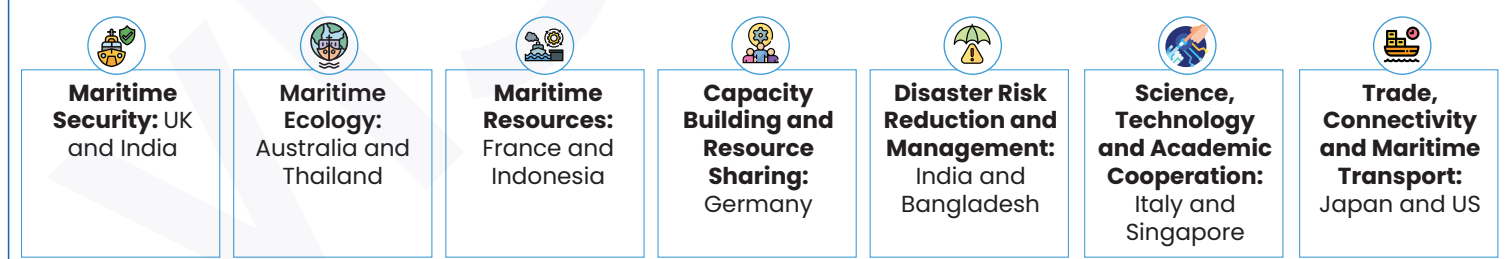 Maritime
Security: UK
and India
Maritime
Ecology:
Australia and
Thailand
Maritime
Resources:
France and
Indonesia
Capacity
Building and
Resource
Sharing:
Germany
Disaster Risk
Reduction and
Management:
India and
Bangladesh
Science,
Technology
and Academic
Cooperation:
Italy and
Singapore
Trade,
Connectivity
and Maritime
Transport:
Japan and US